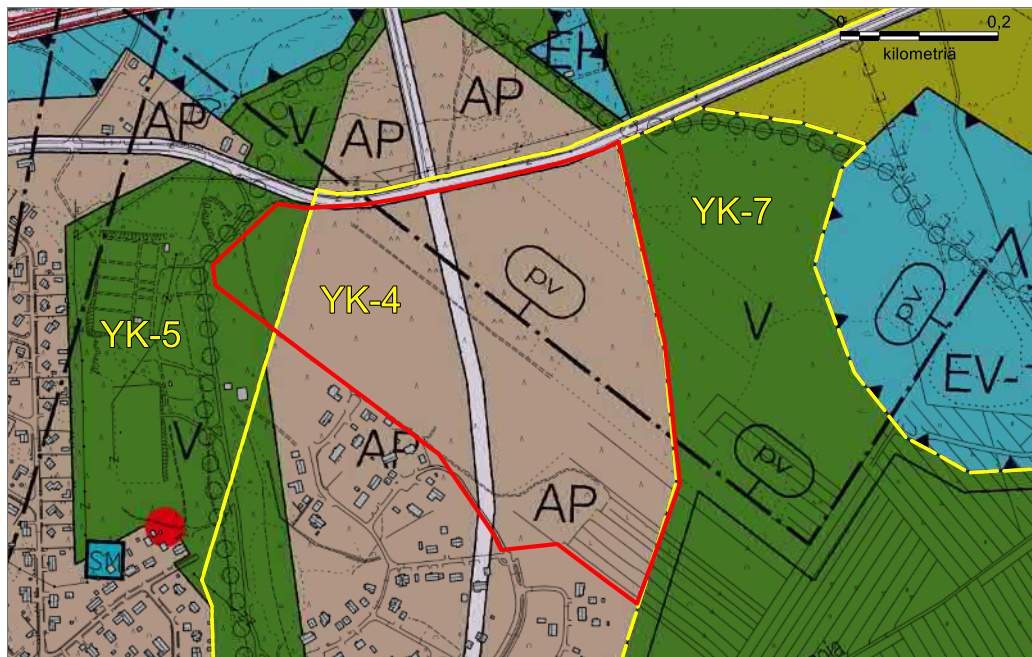 0 0,2
kilometriä
EH
AP
AP
V
AP
YK-7
pv
YK-4
pv
V
YK-5
EV-
AP
V
pv
AP
SM